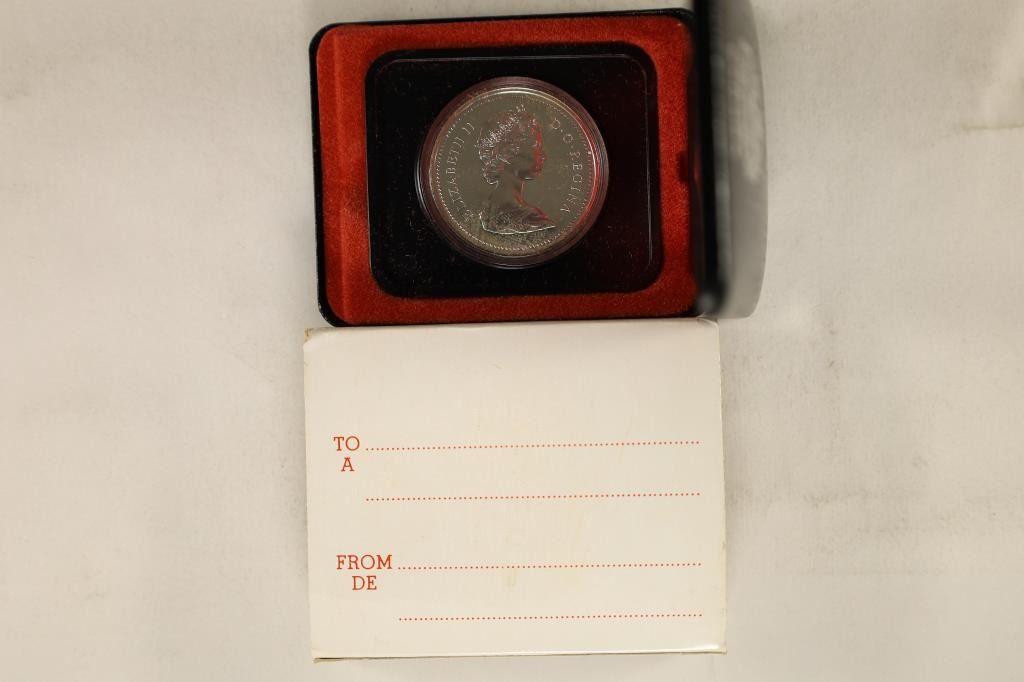 ELIZABETH II D·G·REGINA
TO
A
FROM
DE